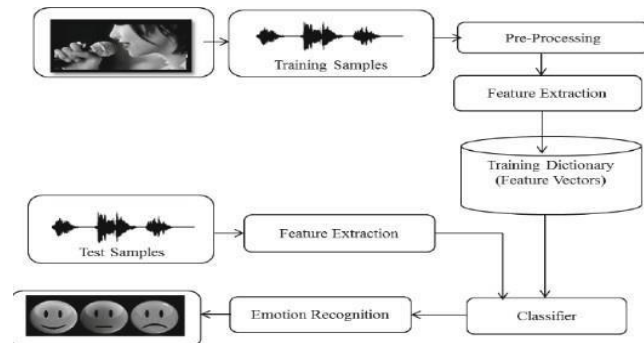 Training Samples
Pre-Processing
Feature Extraction
Training Dictionary
(Feature Vectors)
Test Samples
Feature Extraction
Emotion Recognition
Classifier